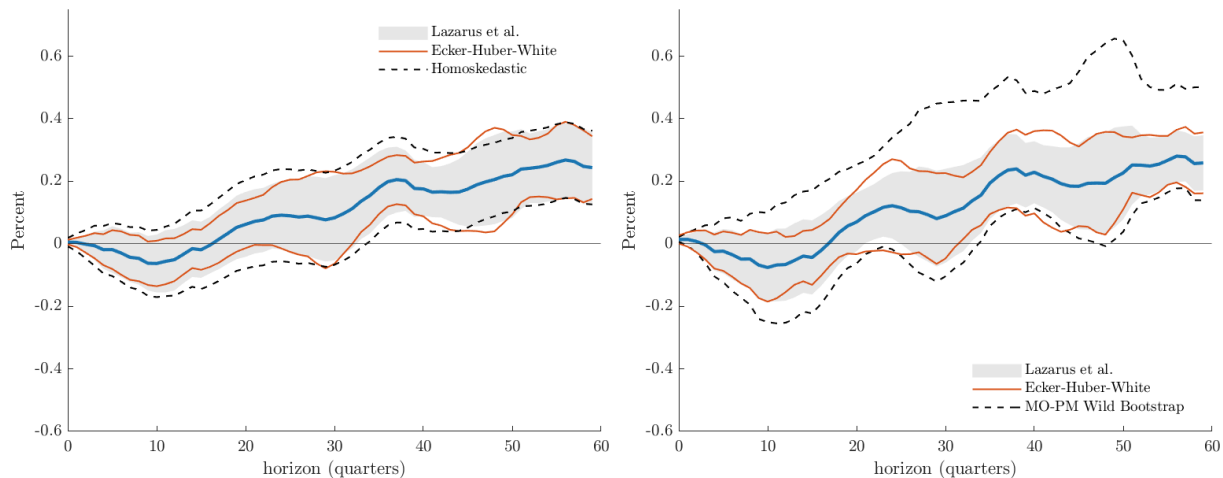 Lazarus et al.
Ecker-Huber-White
Homoskedastic
Percent
0.6
0.4
0.2
0
-0.2
-0.4
-0.6
0 10 20 30 40 50 60
horizon (quarters)
Percent
0.6
0.4
0.2
0
-0.2
-0.4
-0.6
Lazarus et al.
Ecker-Huber-White
MO-PM Wild Bootstrap
0 10 20 30 40 50 60
horizon (quarters)